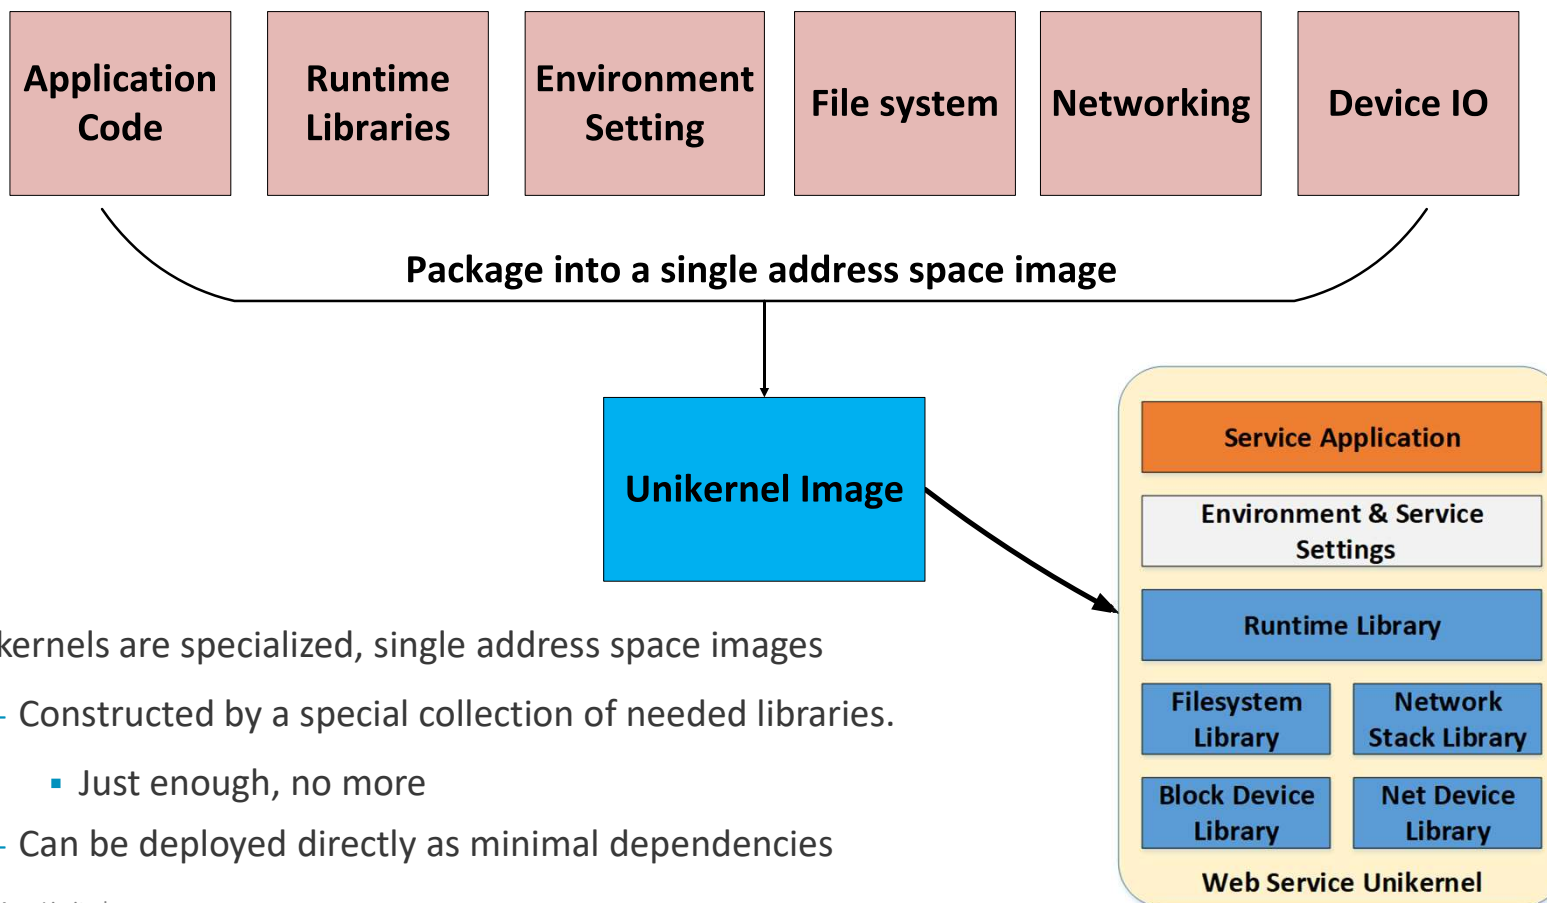 Application
Code
Runtime
Libraries
Environment
Setting
File system
Networking
Device IO
Package into a single address space image
Unikernel Image
Service Application
Environment & Service
Settings
Runtime Library
Filesystem
Library
Network
Stack Library
Block Device
Library
Net Device
Library
Web Service Unikernel
kernels are specialized, single address space images
- Constructed by a special collection of needed libraries.
▪ Just enough, no more
- Can be deployed directly as minimal dependencies